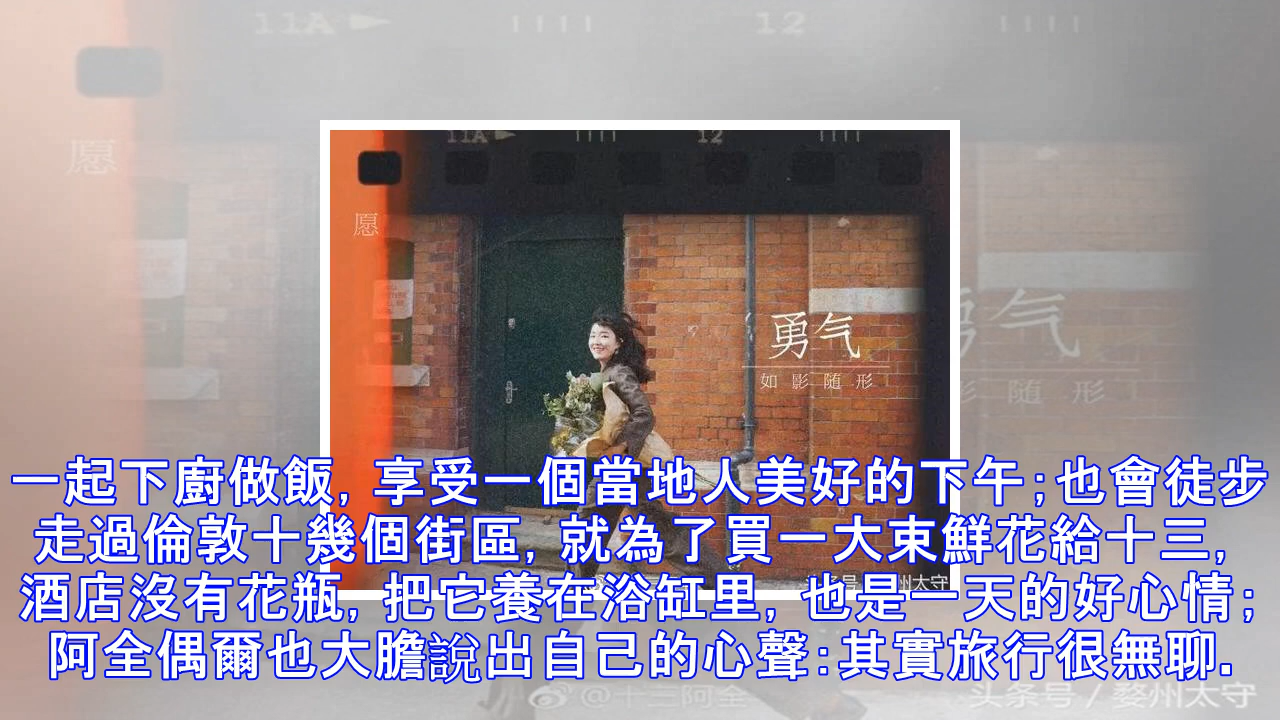 11A 12
愿
勇气
如影随形
一起下廚做飯, 享受一個當地人美好的下午;也會徒步
走過倫敦十幾個街區, 就為了買一大束鮮花給十三,
酒店沒有花瓶, 把它養在浴缸里, 也是一天的好心情;
阿全偶爾也大膽說出自己的心聲:其實旅行很無聊.
@十三阿全
头条号 / 婺州太守